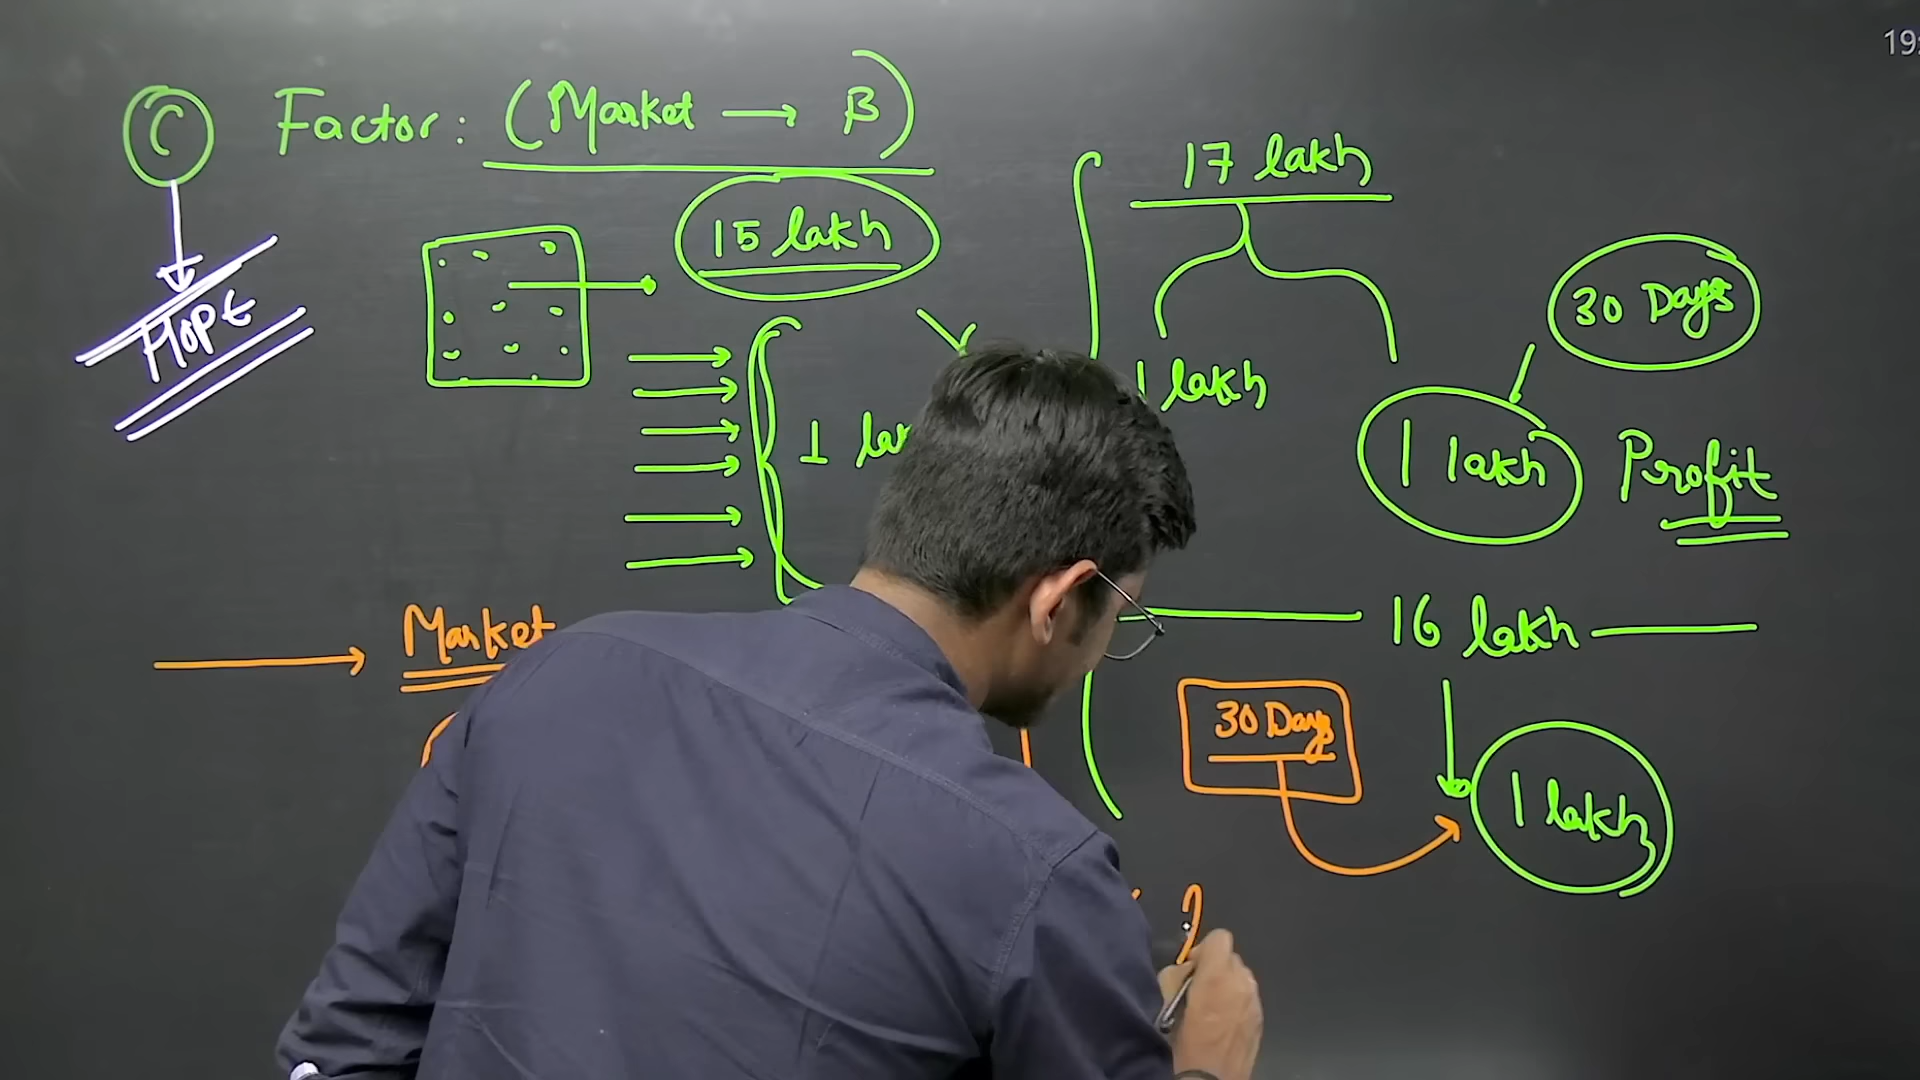 C Factor: (Market → β)
HOPE
15 lakh
17 lakh
1 lakh
30 Days
1 lakh Profit
1
16 lakh
Market
30 Days
1 lakh
19: